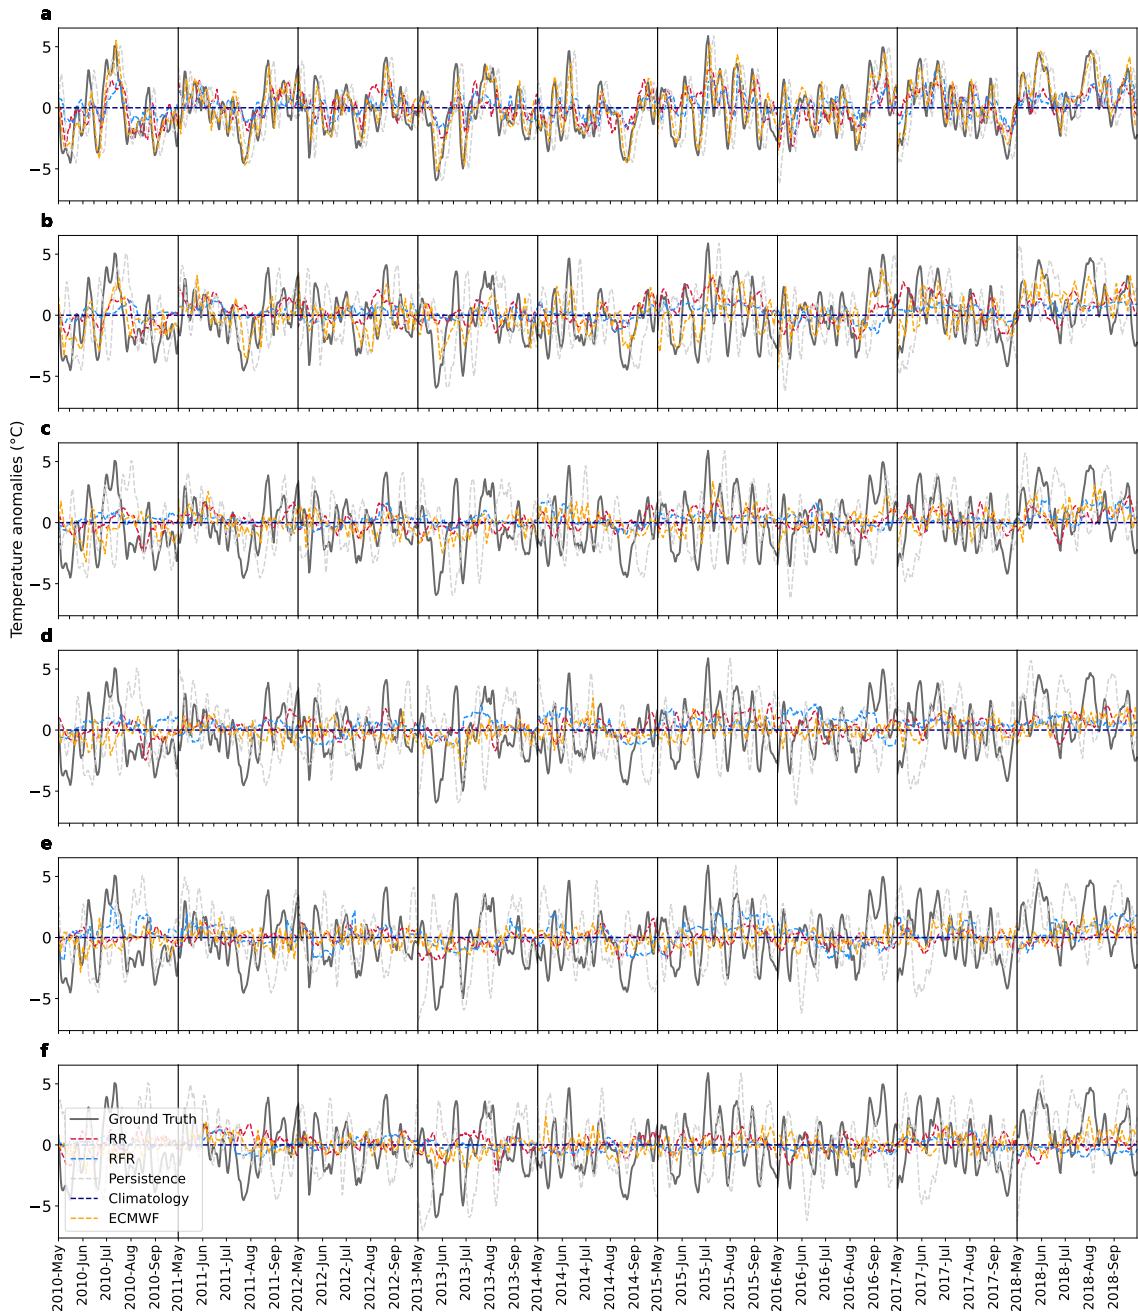 a
5
0
−5
b
5
0
−5
c
5
0
−5
d
5
0
−5
e
5
0
−5
f
5
0
−5
Temperature anomalies (°C)
Ground Truth
RR
RFR
Persistence
Climatology
ECMWF
2010-May
2010-Jun
2010-Jul
2010-Aug
2010-Sep
2011-May
2011-Jun
2011-Jul
2011-Aug
2011-Sep
2012-May
2012-Jun
2012-Jul
2012-Aug
2012-Sep
2013-May
2013-Jun
2013-Jul
2013-Aug
2013-Sep
2014-May
2014-Jun
2014-Jul
2014-Aug
2014-Sep
2015-May
2015-Jun
2015-Jul
2015-Aug
2015-Sep
2016-May
2016-Jun
2016-Jul
2016-Aug
2016-Sep
2017-May
2017-Jun
2017-Jul
2017-Aug
2017-Sep
2018-May
2018-Jun
2018-Jul
2018-Aug
2018-Sep